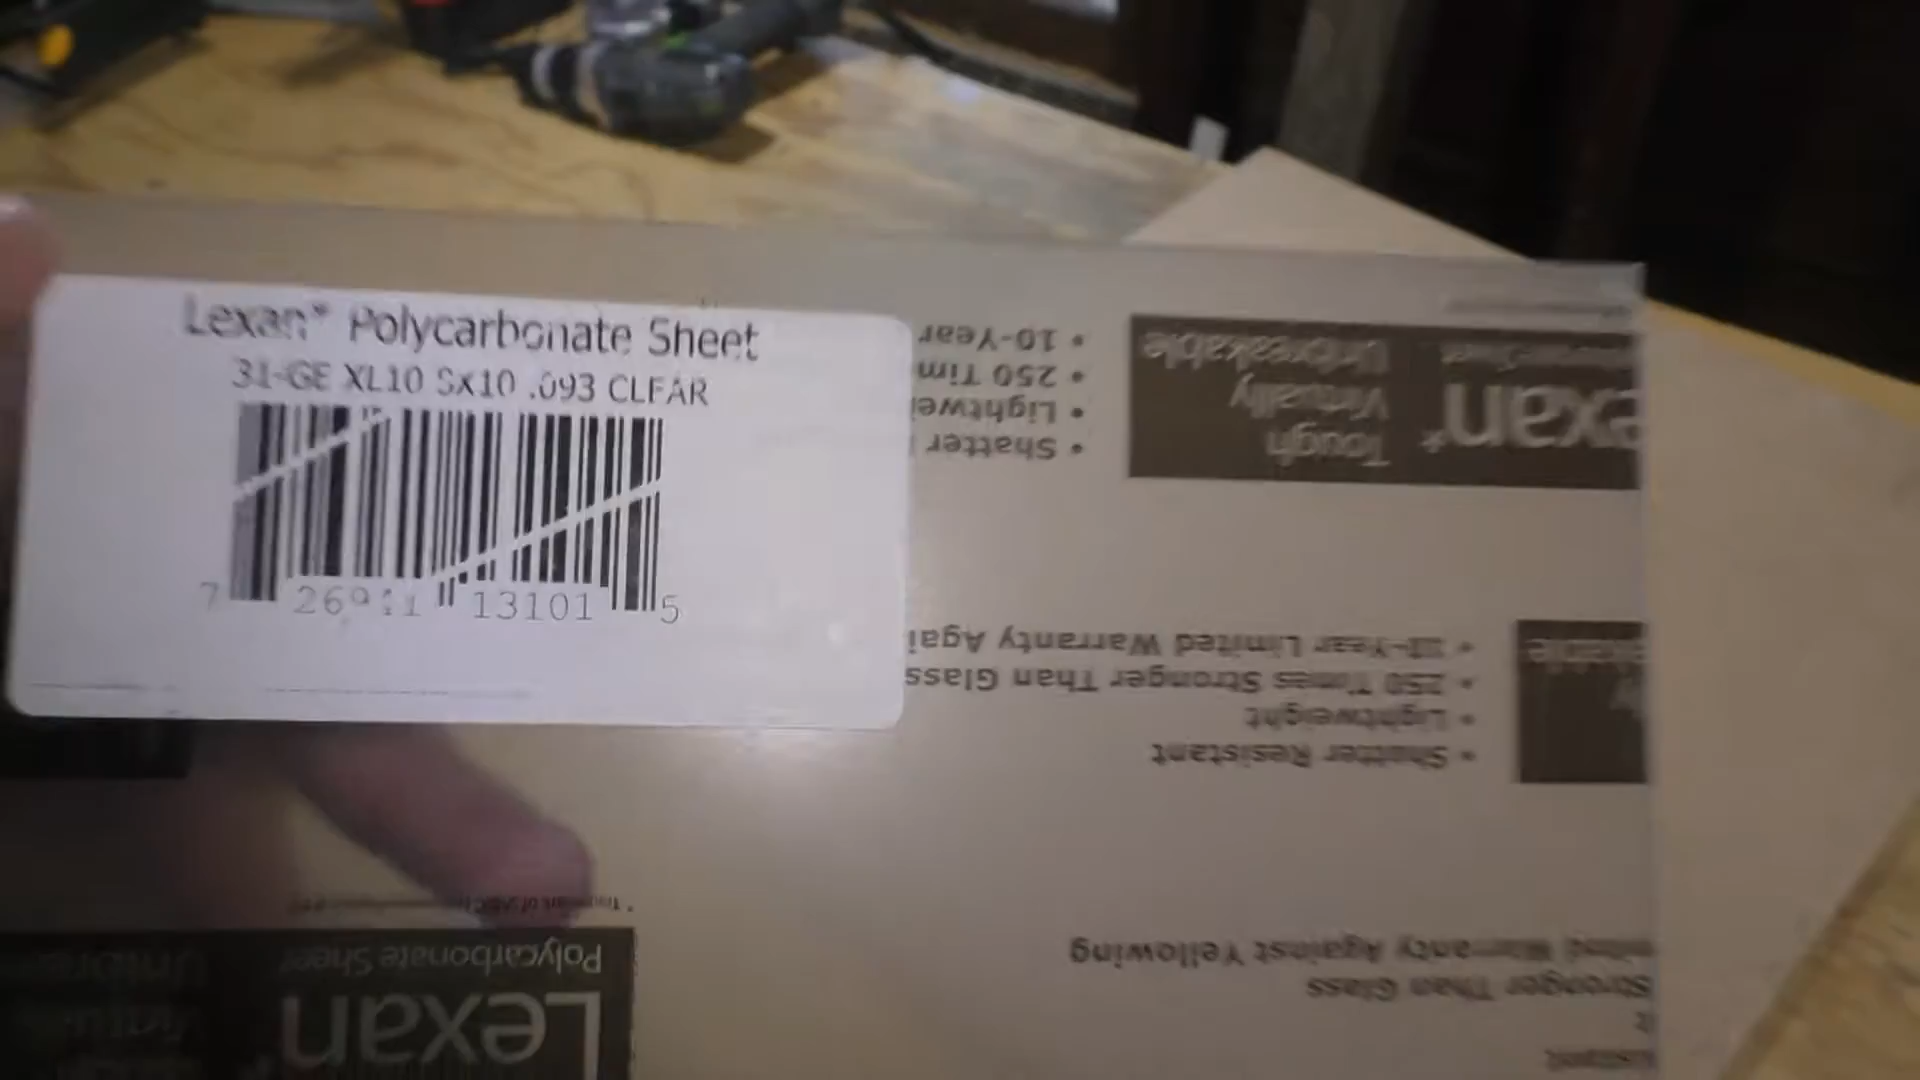 Lexan* Polycarbonate Sheet
31-GE XL10 8x10 .093 CLEAR
7 26941 13101 5
• 10-Year
• 250 Tim
• Lightwei
• Shatter
Tough
Virtually
Unbreakable
exan*
• 10-Year Limited Warranty Agai
• 250 Times Stronger Than Glass
• Lightweight
• Shatter Resistant
Warranty Against Yellowing
Stronger Than Glass
Polycarbonate Sheet
Lexan